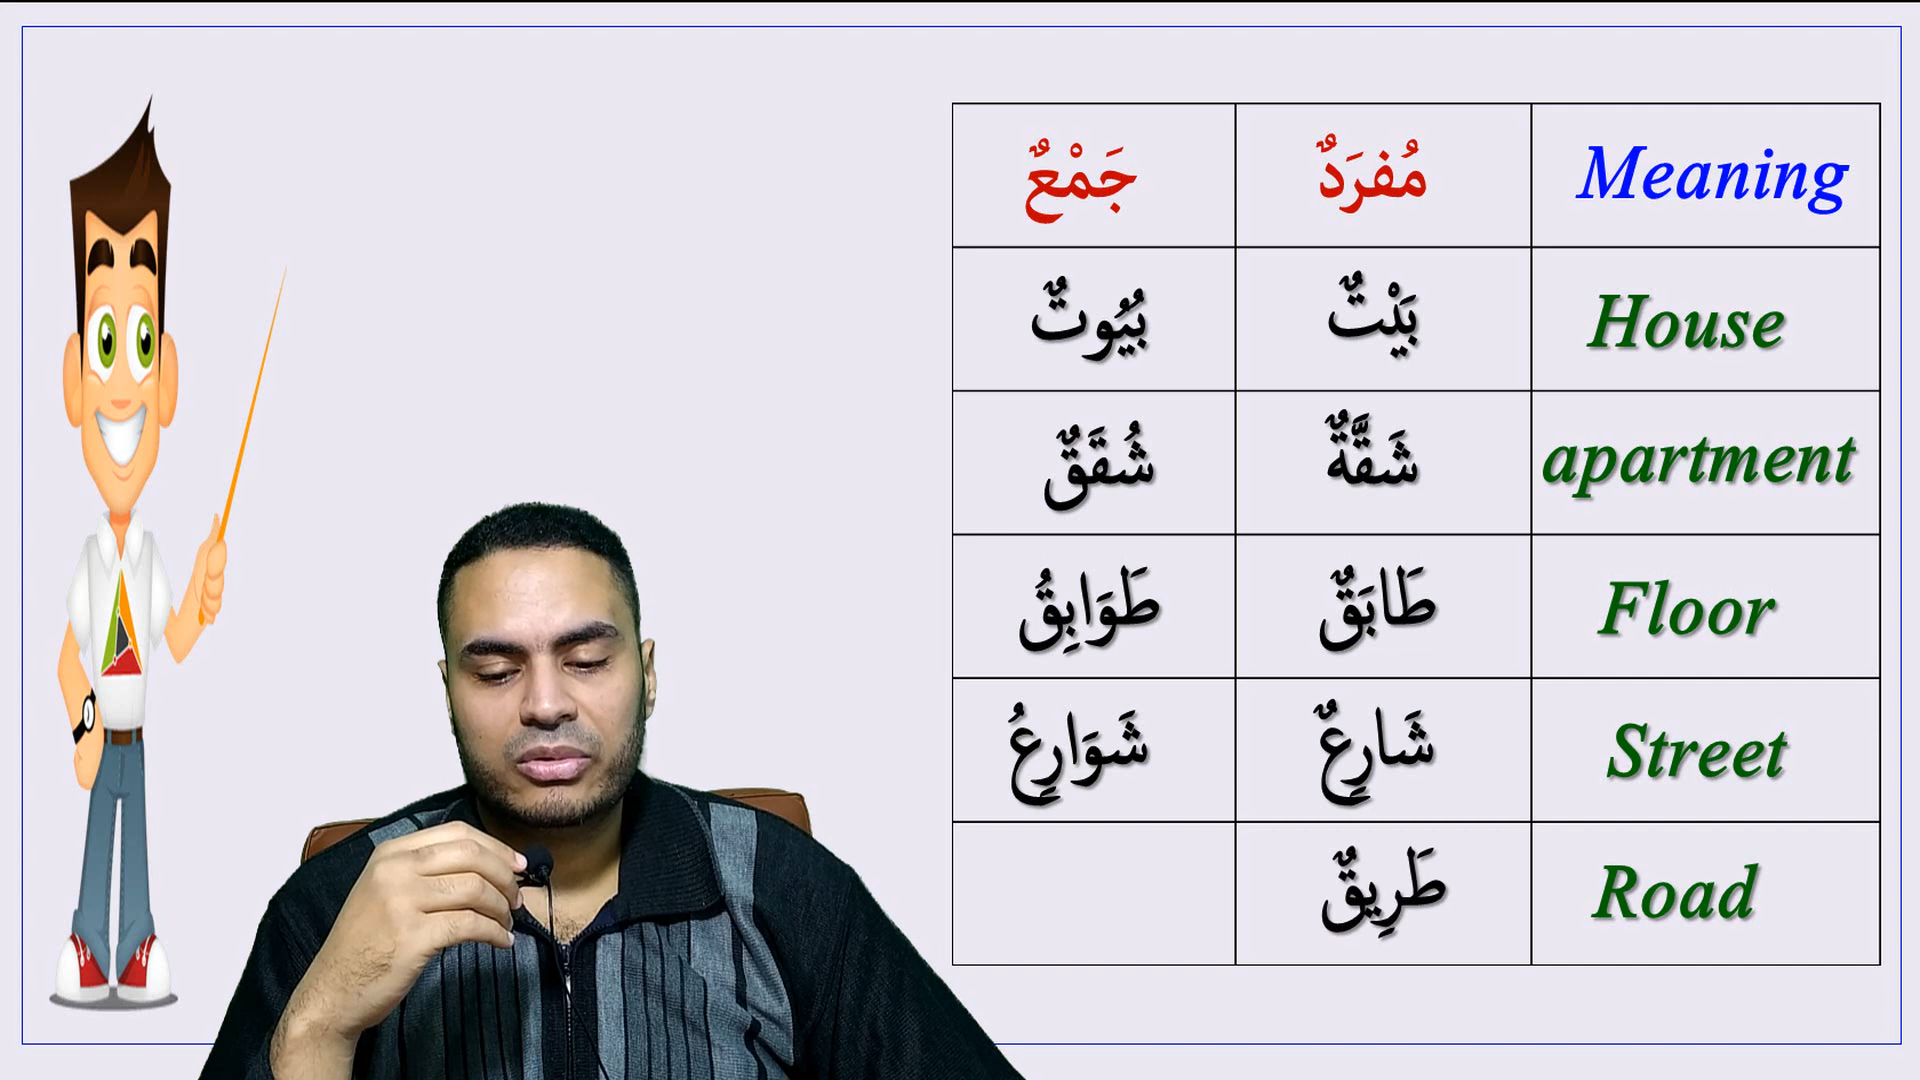 Meaning مُفرَدٌ جَمْعٌ
House بَيْتٌ بُيُوتٌ
apartment شَقَّةٌ شُقَقٌ
Floor طَابَقٌ طَوَابِقُ
Street شَارِعٌ شَوَارِعُ
Road طَرِيقٌ